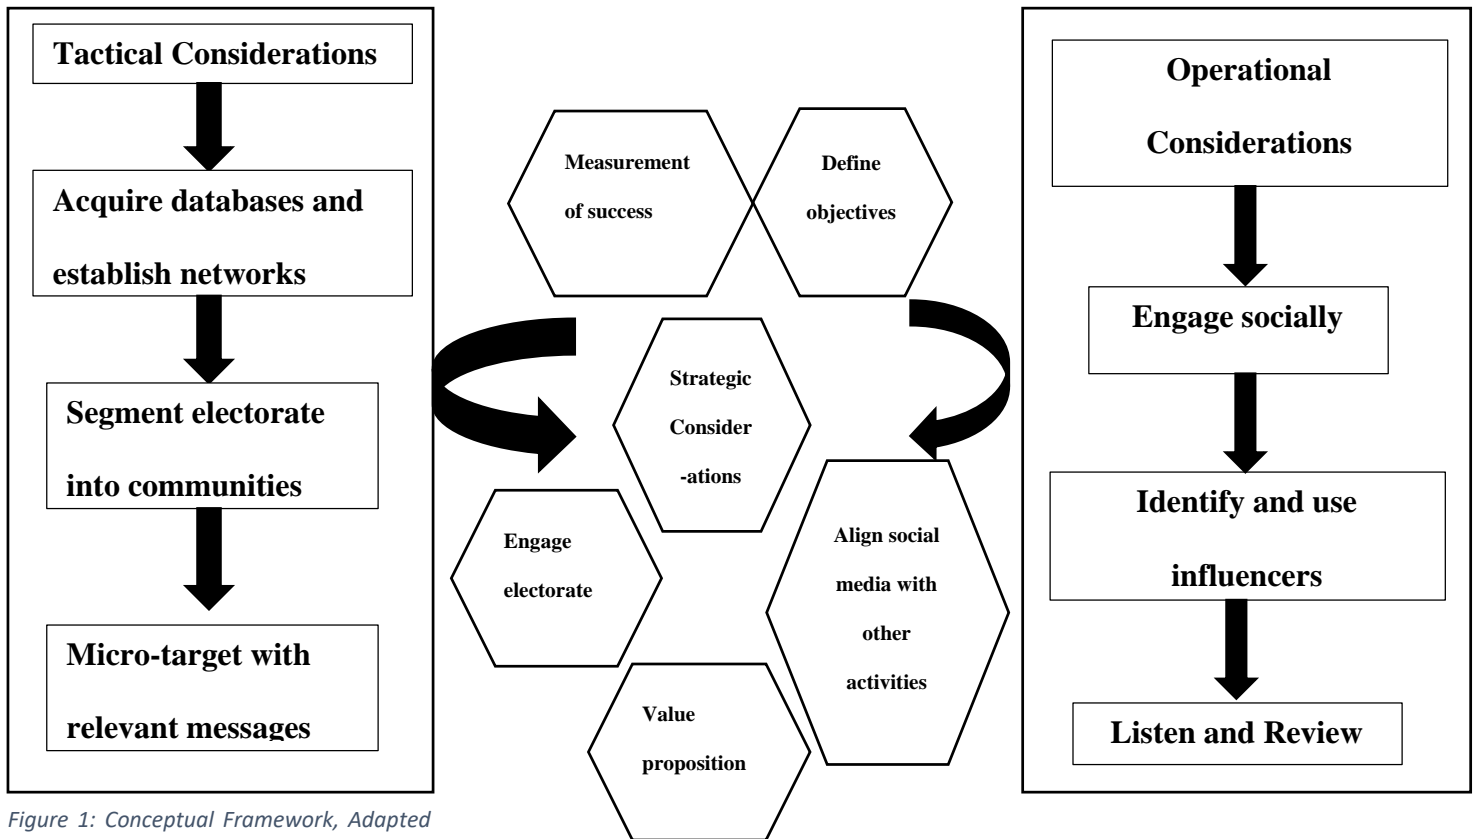 Tactical Considerations
Acquire databases and
establish networks
Segment electorate
into communities
Micro-target with
relevant messages
Measurement
of success
Define
objectives
Strategic
Consider
-ations
Engage
electorate
Align social
media with
other
activities
Value
proposition
Operational
Considerations
Engage socially
Identify and use
influencers
Listen and Review
Figure 1: Conceptual Framework, Adapted